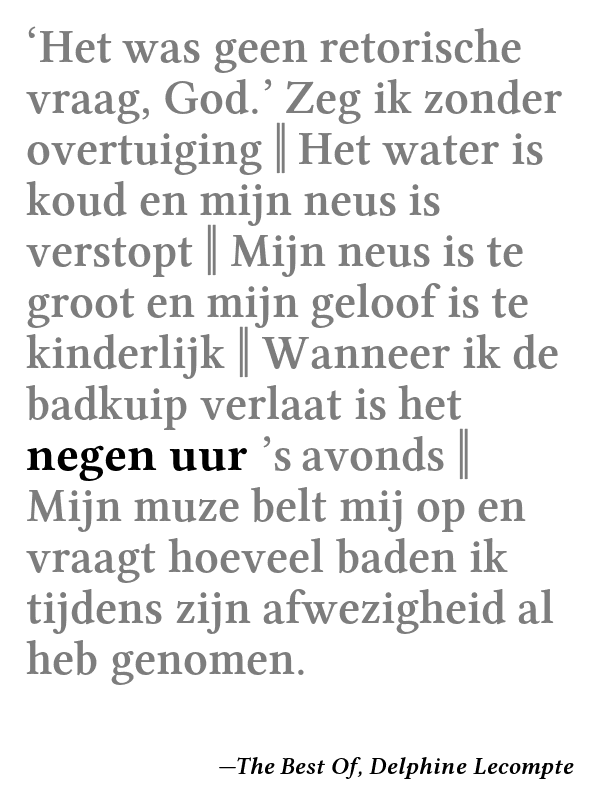 ‘Het was geen retorische
vraag, God.’ Zeg ik zonder
overtuiging ‖ Het water is
koud en mijn neus is
verstopt ‖ Mijn neus is te
groot en mijn geloof is te
kinderlijk ‖ Wanneer ik de
badkuip verlaat is het
negen uur ’s avonds ‖
Mijn muze belt mij op en
vraagt hoeveel baden ik
tijdens zijn afwezigheid al
heb genomen.
—The Best Of, Delphine Lecompte